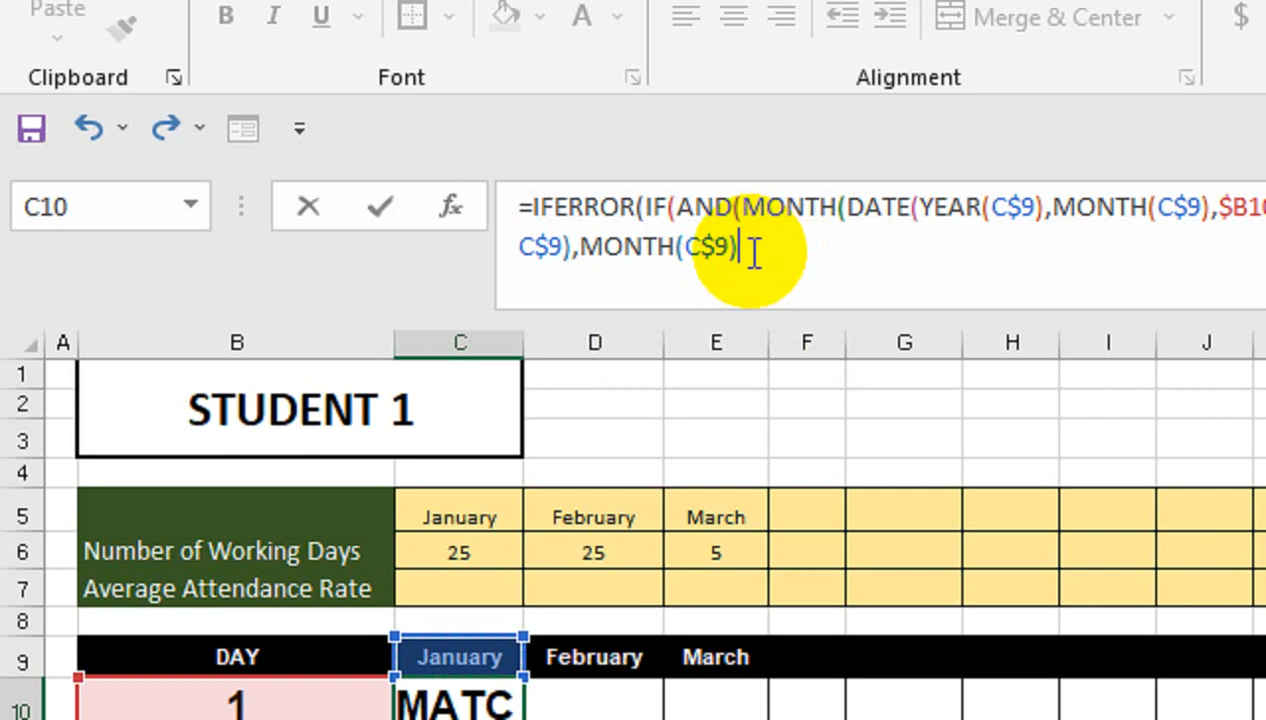 Paste
B I U A
Merge & Center $
Clipboard Font Alignment
C10 fx =IFERROR(IF(AND(MONTH(DATE(YEAR(C$9),MONTH(C$9),$B10
C$9),MONTH(C$9)
A B C D E F G H I J
1
2 STUDENT 1
3
4
5 January February March
6 Number of Working Days 25 25 5
7 Average Attendance Rate
8
9 DAY January February March
10 1 MATC